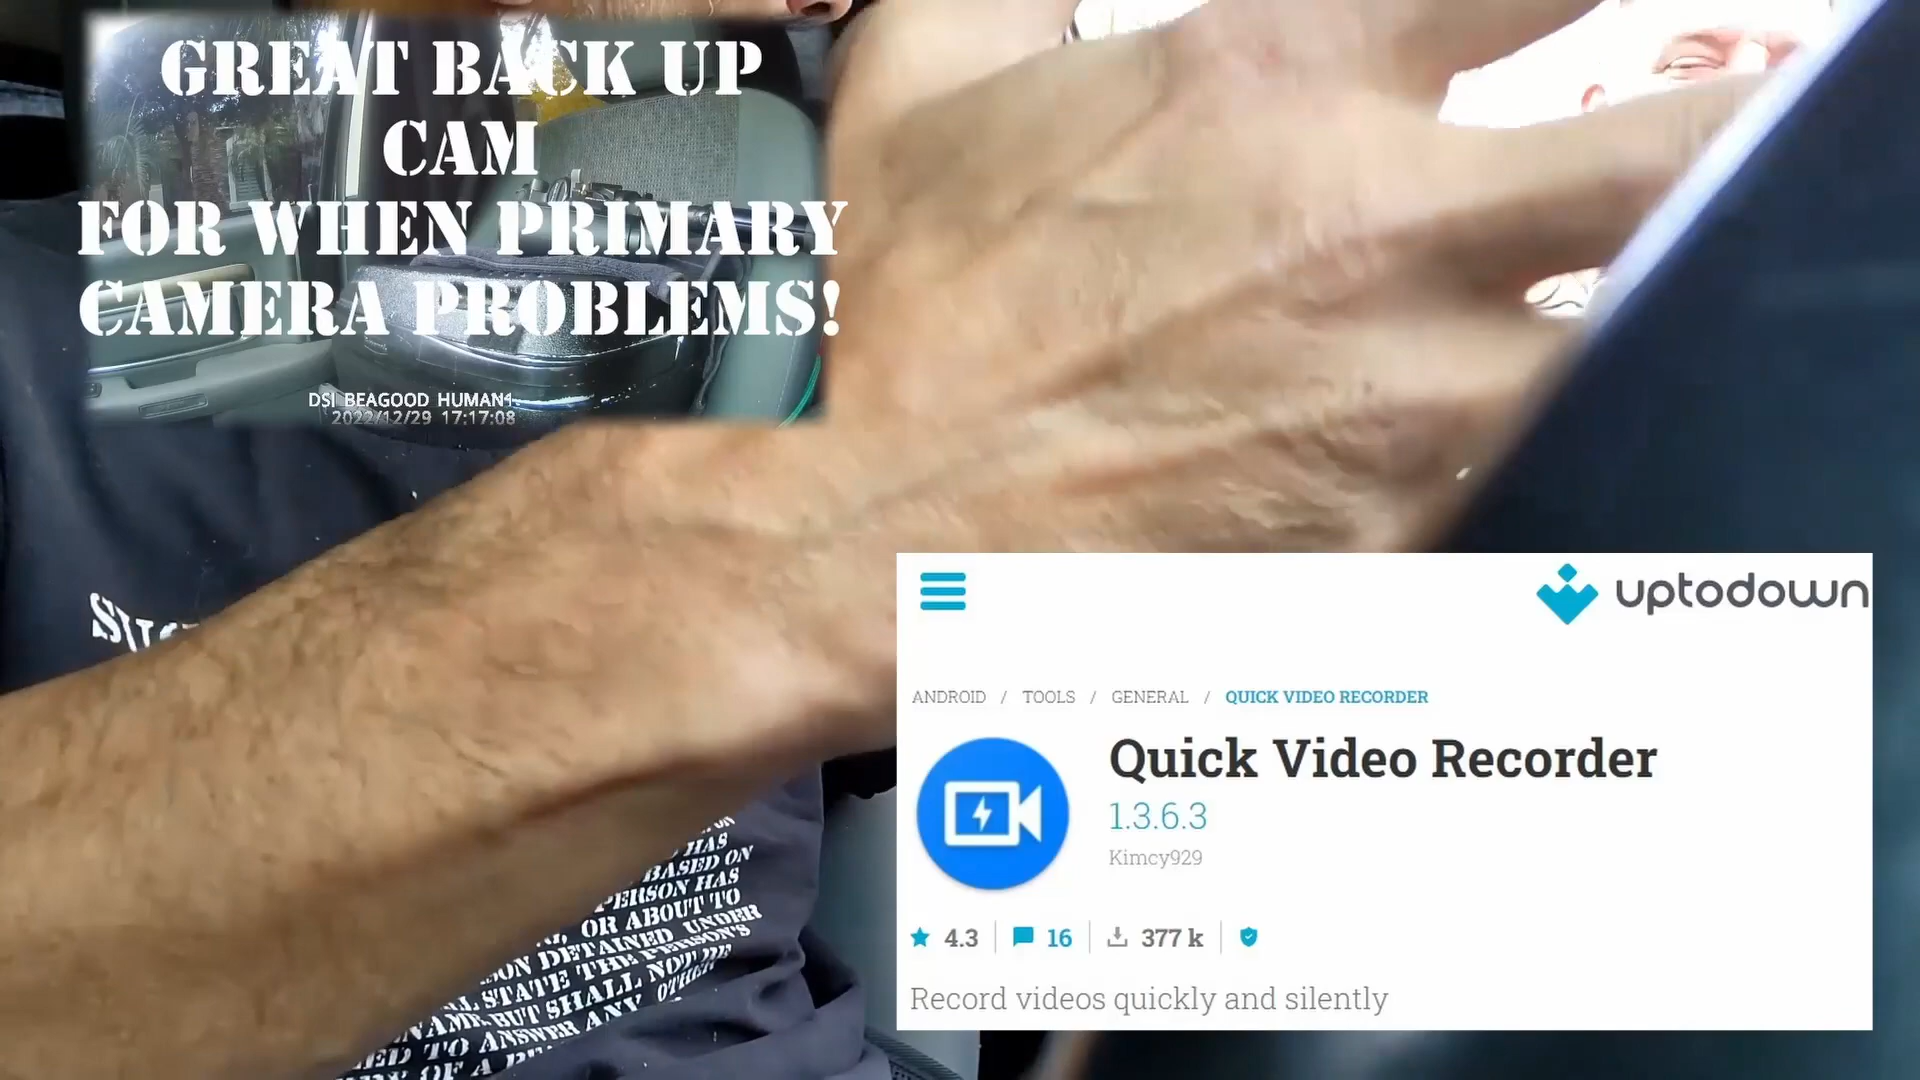 GREAT BACK UP
CAM
FOR WHEN PRIMARY
CAMERA PROBLEMS!
DSI BEAGOOD HUMAN1.
2022/12/29 17:17:08
uptodown
ANDROID / TOOLS / GENERAL / QUICK VIDEO RECORDER
Quick Video Recorder
1.3.6.3
Kimcy929
4.3
16
377 k
Record videos quickly and silently
HAS
BASED ON
PERSON HAS
OR ABOUT TO
DETAINED UNDER
STATE THE PERSON'S
NAME, BUT SHALL NOT BE
TO ANSWER ANY OTHER
OF A